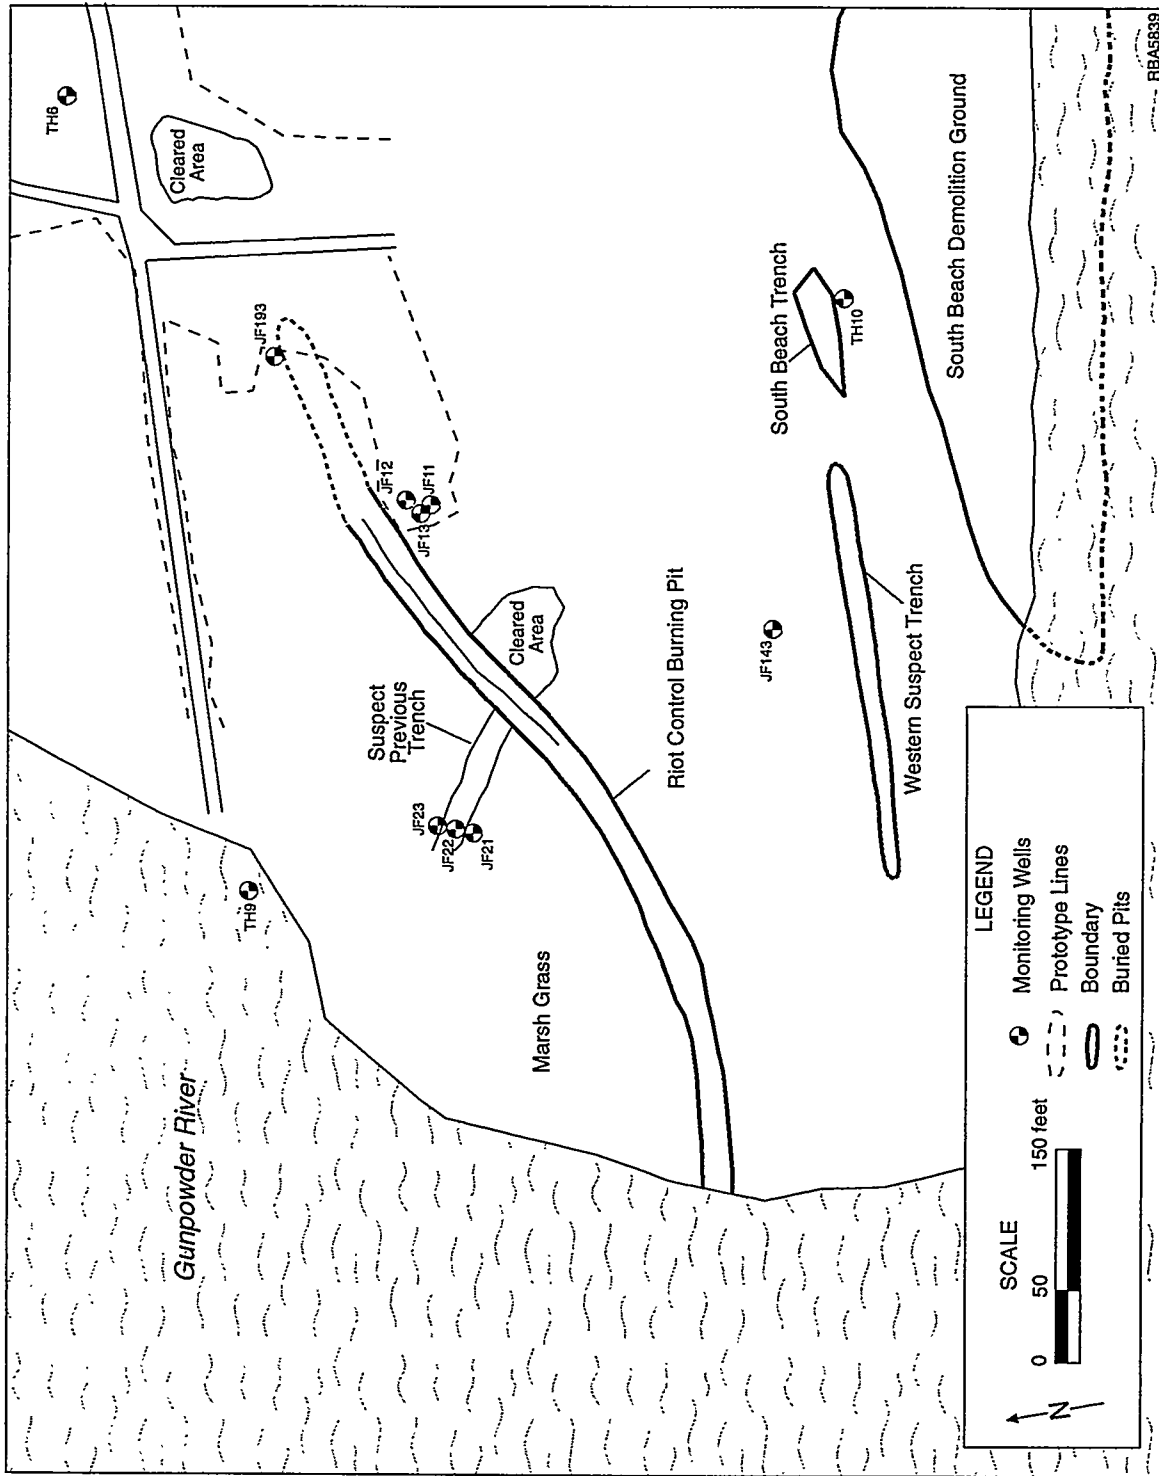 TH6
Cleared
Area
Gunpowder River
TH9
JF193
JF12
JF11
JF13
Suspect
Previous
Trench
Cleared
Area
JF23
JF22
JF21
Marsh Grass
Riot Control Burning Pit
JF143
South Beach Trench
TH10
Western Suspect Trench
South Beach Demolition Ground
LEGEND
Monitoring Wells
Prototype Lines
Boundary
Buried Pits
SCALE
0 50 150 feet
N
RBA5839